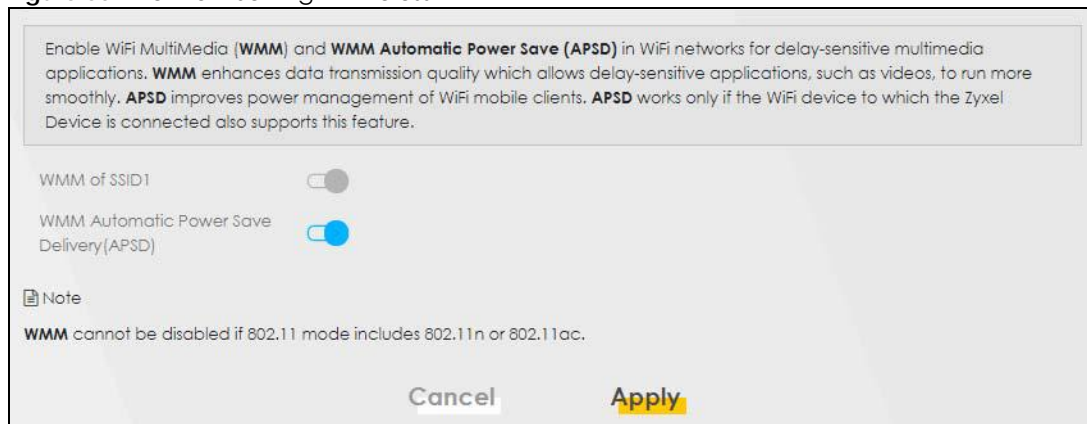 Enable WiFi MultiMedia (WMM) and WMM Automatic Power Save (APSD) in WiFi networks for delay-sensitive multimedia
applications. WMM enhances data transmission quality which allows delay-sensitive applications, such as videos, to run more
smoothly. APSD improves power management of WiFi mobile clients. APSD works only if the WiFi device to which the Zyxel
Device is connected also supports this feature.
WMM of SSID1
WMM Automatic Power Save
Delivery(APSD)
Note
WMM cannot be disabled if 802.11 mode includes 802.11n or 802.11ac.
Cancel Apply